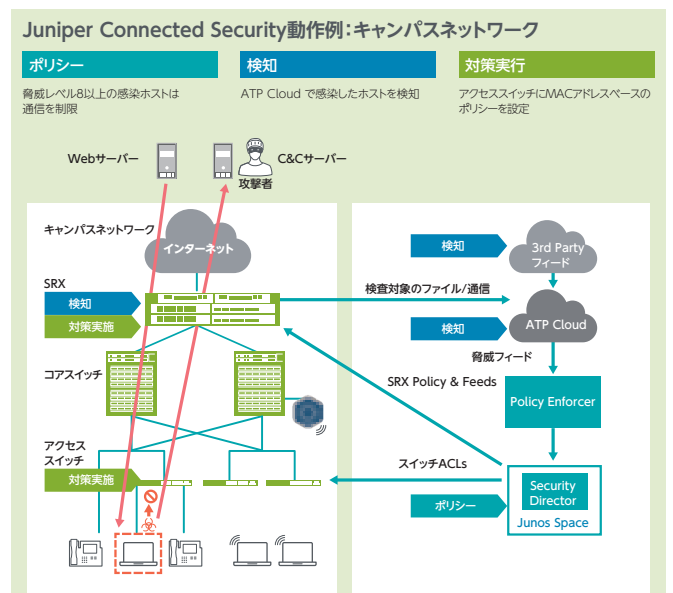 Juniper Connected Security動作例：キャンパスネットワーク
ポリシー
検知
対策実行
脅威レベル8以上の感染ホストは
通信を制限
ATP Cloud で感染したホストを検知
アクセススイッチにMACアドレスベースの
ポリシーを設定
Webサーバー
C&Cサーバー
攻撃者
キャンパスネットワーク
インターネット
SRX
検知
対策実施
コアスイッチ
アクセス
スイッチ
対策実施
検知
3rd Party
フィード
検査対象のファイル/通信
検知
ATP Cloud
脅威フィード
SRX Policy & Feeds
Policy Enforcer
スイッチACLs
ポリシー
Security
Director
Junos Space